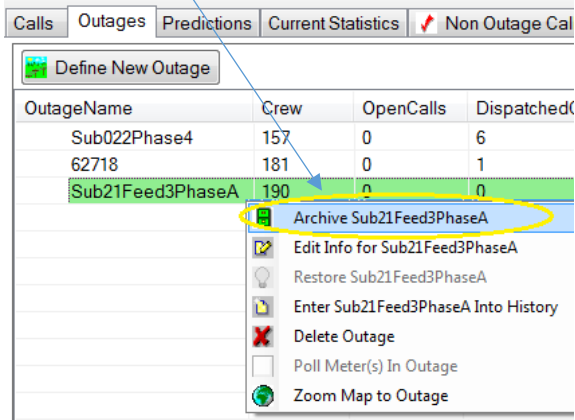 Calls Outages Predictions Current Statistics Non Outage Cal
Define New Outage
OutageName Crew OpenCalls Dispatched
Sub022Phase4 157 0 6
62718 181 0 1
Sub21Feed3PhaseA 190 0 0
Archive Sub21Feed3PhaseA
Edit Info for Sub21Feed3PhaseA
Restore Sub21Feed3PhaseA
Enter Sub21Feed3PhaseA Into History
Delete Outage
Poll Meter(s) In Outage
Zoom Map to Outage